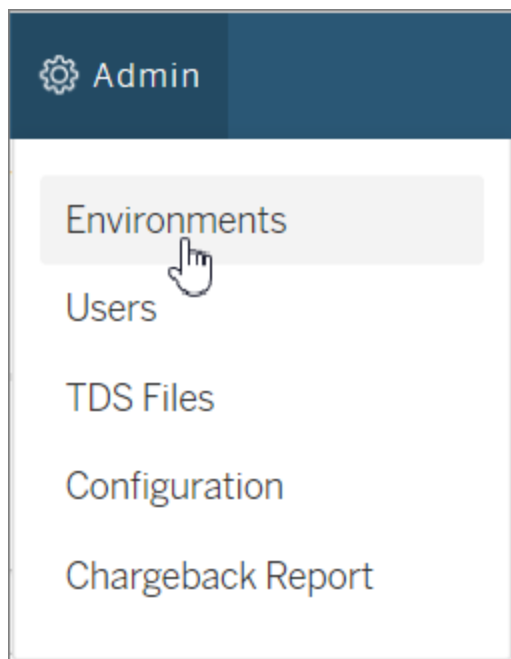 Admin
Environments
Users
TDS Files
Configuration
Chargeback Report